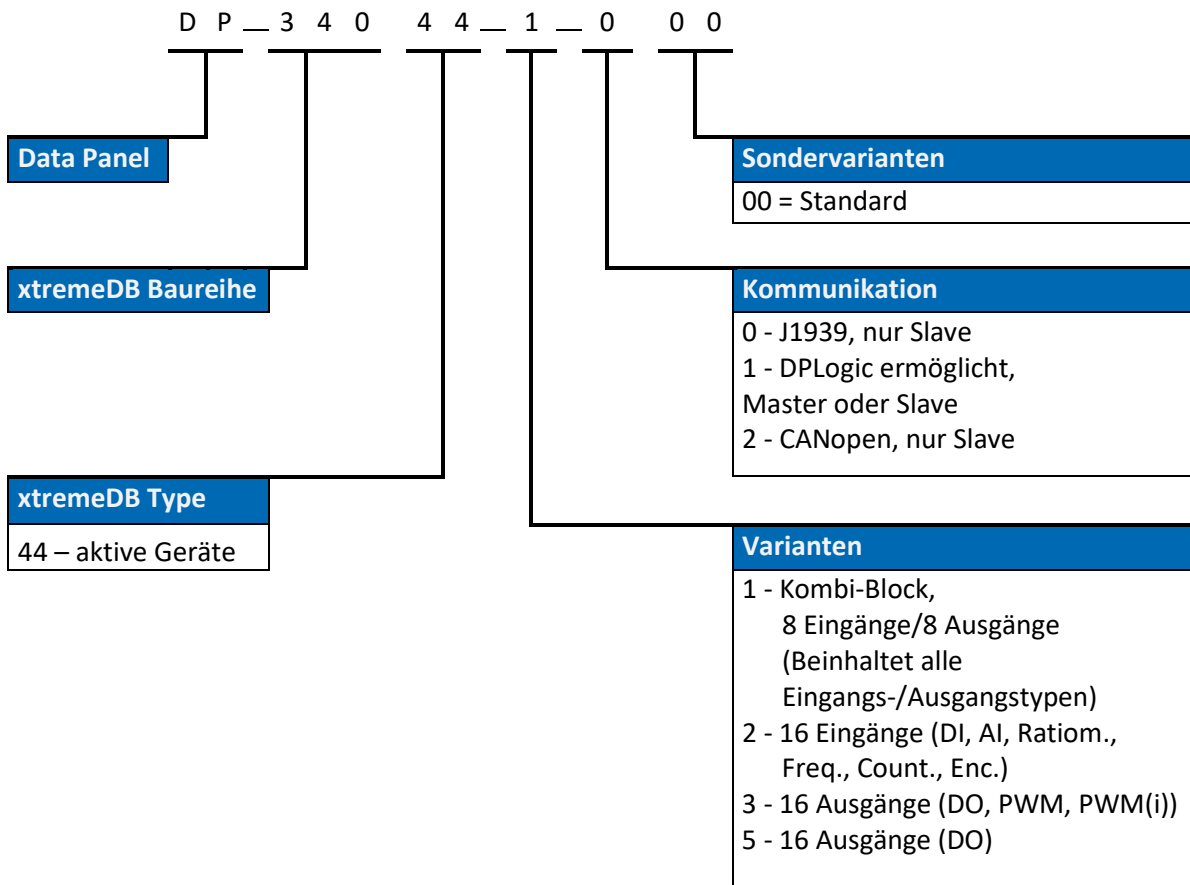 D P – 3 4 0 4 4 – 1 – 0 0 0
Data Panel
Sondervarianten
00 = Standard
xtremeDB Baureihe
Kommunikation
0 - J1939, nur Slave
1 - DPLogic ermöglicht,
Master oder Slave
2 - CANopen, nur Slave
xtremeDB Type
44 – aktive Geräte
Varianten
1 - Kombi-Block,
8 Eingänge/8 Ausgänge
(Beinhaltet alle
Eingangs-/Ausgangstypen)
2 - 16 Eingänge (DI, AI, Ratiom.,
Freq., Count., Enc.)
3 - 16 Ausgänge (DO, PWM, PWM(i))
5 - 16 Ausgänge (DO)